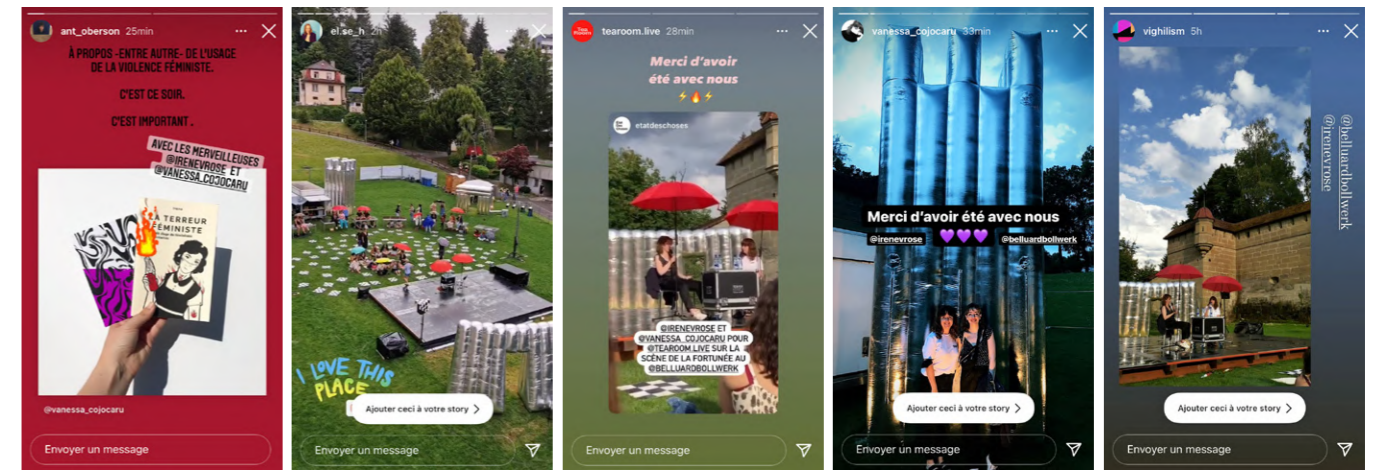 ant_oberson 25min
À PROPOS -ENTRE AUTRE- DE L'USAGE
DE LA VIOLENCE FÉMINISTE.
C'EST CE SOIR.
C'EST IMPORTANT .
AVEC LES MERVEILLEUSES
@IRENEVROSE ET
@VANESSA_COJOCARU
LA TERREUR
FÉMINISTE
@vanessa_cojocaru
Envoyer un message
el.se_h 2h
I LOVE THIS
PLACE
Ajouter ceci à votre story
Envoyer un message
tearoom.live 28min
Merci d'avoir
été avec nous
etatdeschoses
@IRENEVROSE ET
@VANESSA_COJOCARU POUR
@TEAROOM.LIVE SUR LA
SCÈNE DE LA FORTUNÉE AU
@BELLUARDBOLLWERK
Envoyer un message
vanessa_cojocaru 33min
Merci d'avoir été avec nous
@irenevrose @belluardbollwerk
Ajouter ceci à votre story
Envoyer un message
vighilism 5h
@belluardbollwerk
@irenevrose
Ajouter ceci à votre story
Envoyer un message